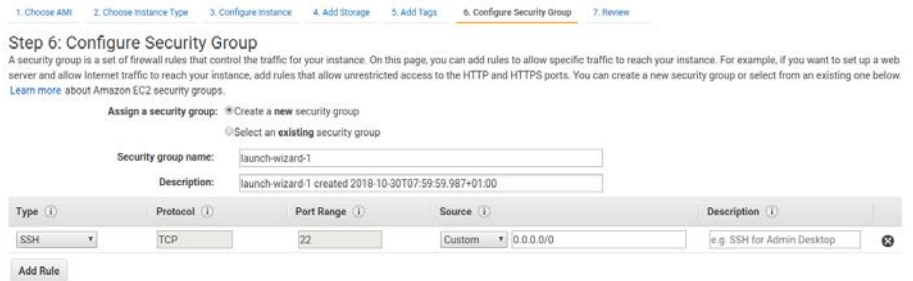 1. Choose AMI 2. Choose Instance Type 3. Configure Instance 4. Add Storage 5. Add Tags 6. Configure Security Group 7. Review
Step 6: Configure Security Group
A security group is a set of firewall rules that control the traffic for your instance. On this page, you can add rules to allow specific traffic to reach your instance. For example, if you want to set up a web
server and allow Internet traffic to reach your instance, add rules that allow unrestricted access to the HTTP and HTTPS ports. You can create a new security group or select from an existing one below.
Learn more about Amazon EC2 security groups.
Assign a security group: Create a new security group
Select an existing security group
Security group name: launch-wizard-1
Description: launch-wizard-1 created 2018-10-30T07:59:59.987+01:00
Type Protocol Port Range Source Description
SSH TCP 22 Custom 0.0.0.0/0 e.g. SSH for Admin Desktop
Add Rule